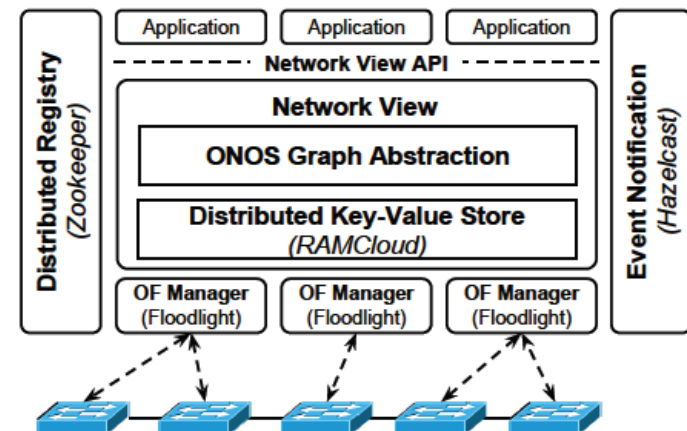 Distributed Registry
(Zookeeper)
Application
Application
Application
Network View API
Network View
ONOS Graph Abstraction
Distributed Key-Value Store
(RAMCloud)
OF Manager
(Floodlight)
OF Manager
(Floodlight)
OF Manager
(Floodlight)
Event Notification
(Hazelcast)